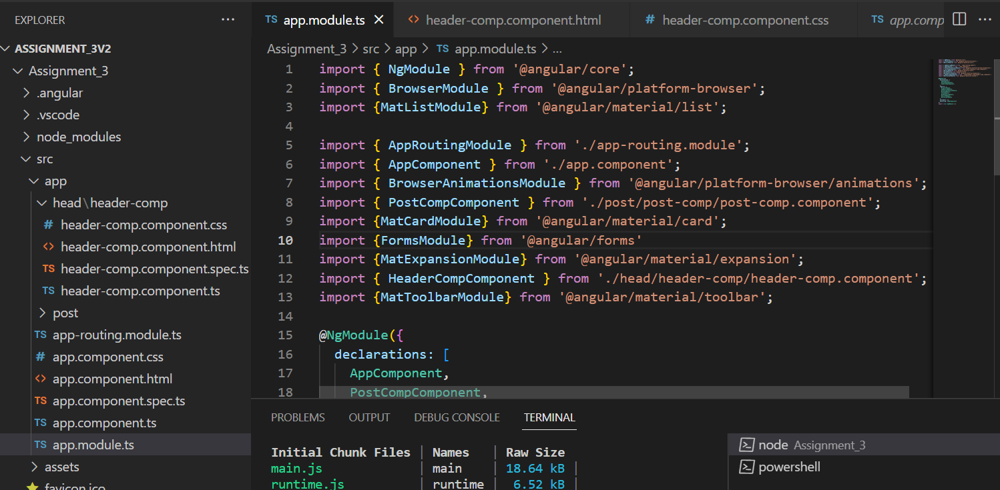 EXPLORER
ASSIGNMENT_3V2
Assignment_3
.angular
.vscode
node_modules
src
app
head\header-comp
header-comp.component.css
header-comp.component.html
TS header-comp.component.spec.ts
TS header-comp.component.ts
post
TS app-routing.module.ts
# app.component.css
<> app.component.html
TS app.component.spec.ts
TS app.component.ts
TS app.module.ts
assets
favicon.ico
TS app.module.ts
<> header-comp.component.html
# header-comp.component.css
TS app.comp
Assignment_3 > src > app > TS app.module.ts > ...
1 import { NgModule } from '@angular/core';
2 import { BrowserModule } from '@angular/platform-browser';
3 import {MatListModule} from '@angular/material/list';
4
5 import { AppRoutingModule } from './app-routing.module';
6 import { AppComponent } from './app.component';
7 import { BrowserAnimationsModule } from '@angular/platform-browser/animations';
8 import { PostCompComponent } from './post/post-comp/post-comp.component';
9 import {MatCardModule} from '@angular/material/card';
10 import {FormsModule} from '@angular/forms'
11 import {MatExpansionModule} from '@angular/material/expansion';
12 import { HeaderCompComponent } from './head/header-comp/header-comp.component';
13 import {MatToolbarModule} from '@angular/material/toolbar';
14
15 @NgModule({
16 declarations: [
17 AppComponent,
18 PostCompComponent,
PROBLEMS OUTPUT DEBUG CONSOLE TERMINAL
Initial Chunk Files | Names | Raw Size
main.js | main | 18.64 kB |
runtime.js | runtime | 6.52 kB |
node Assignment_3
powershell